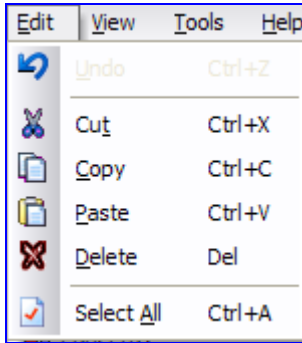 Edit View Tools Help
Undo Ctrl+Z
Cut Ctrl+X
Copy Ctrl+C
Paste Ctrl+V
Delete Del
Select All Ctrl+A